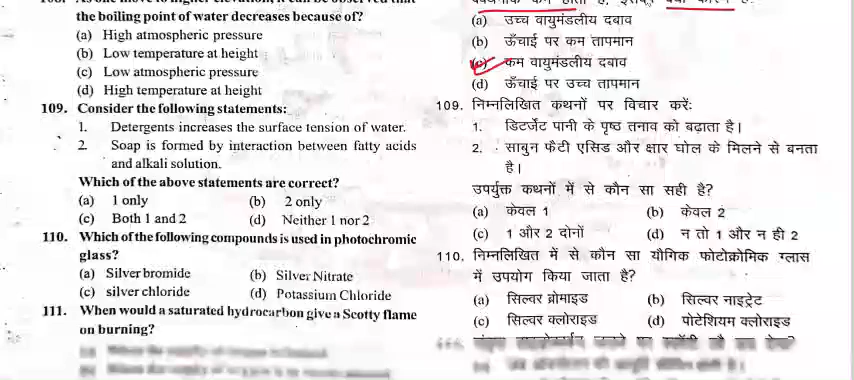 the boiling point of water decreases because of?
(a) High atmospheric pressure
(b) Low temperature at height
(c) Low atmospheric pressure
(d) High temperature at height
109. Consider the following statements:
1. Detergents increases the surface tension of water.
2. Soap is formed by interaction between fatty acids
and alkali solution.
Which of the above statements are correct?
(a) 1 only (b) 2 only
(c) Both 1 and 2 (d) Neither 1 nor 2
110. Which of the following compounds is used in photochromic
glass?
(a) Silver bromide (b) Silver Nitrate
(c) silver chloride (d) Potassium Chloride
111. When would a saturated hydrocarbon give a Scotty flame
on burning?
(a) उच्च वायुमंडलीय दबाव
(b) ऊँचाई पर कम तापमान
(c) कम वायुमंडलीय दबाव
(d) ऊँचाई पर उच्च तापमान
109. निम्नलिखित कथनों पर विचार करें:
1. डिटर्जेंट पानी के पृष्ठ तनाव को बढ़ाता है।
2. साबुन फैटी एसिड और क्षार घोल के मिलने से बनता
है।
उपर्युक्त कथनों में से कौन सा सही है?
(a) केवल 1 (b) केवल 2
(c) 1 और 2 दोनों (d) न तो 1 और न ही 2
110. निम्नलिखित में से कौन सा यौगिक फोटोक्रोमिक ग्लास
में उपयोग किया जाता है?
(a) सिल्वर ब्रोमाइड (b) सिल्वर नाइट्रेट
(c) सिल्वर क्लोराइड (d) पोटेशियम क्लोराइड